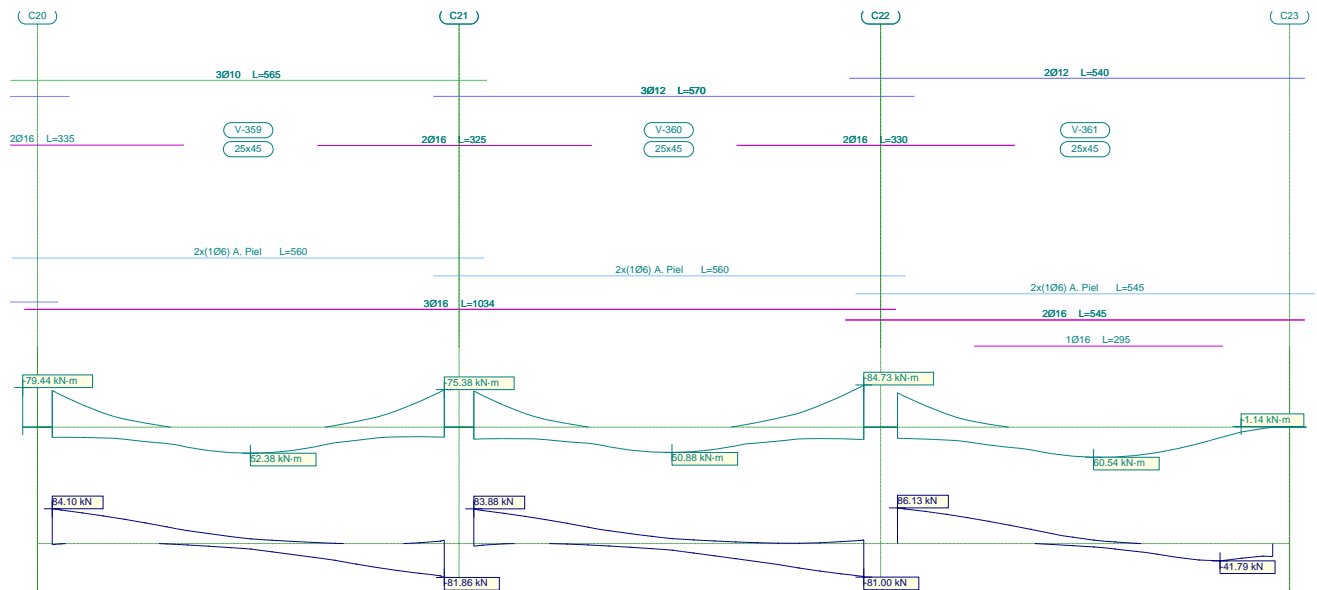 C20 C21 C22 C23
2Ø12 L=540
3Ø10 L=565
3Ø12 L=570
V-359 V-360 V-361
2Ø16 L=335 2Ø16 L=325 2Ø16 L=330
25x45 25x45 25x45
2x(1Ø6) A. Piel L=560
2x(1Ø6) A. Piel L=560
2x(1Ø6) A. Piel L=545
3Ø16 L=1034
2Ø16 L=545
1Ø16 L=295
-79.44 kN·m -75.38 kN·m -84.73 kN·m
-1.14 kN·m
52.38 kN·m 50.88 kN·m 60.54 kN·m
84.10 kN 83.88 kN 86.13 kN
-41.79 kN
-81.86 kN -81.00 kN